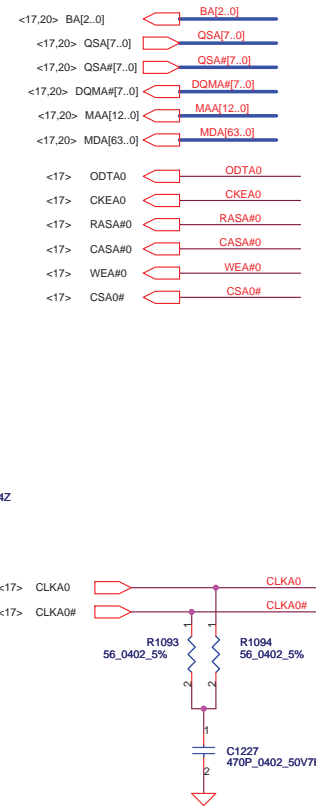 <17,20> BA[2..0] BA[2..0]
<17,20> QSA[7..0] QSA[7..0]
<17,20> QSA#[7..0] QSA#[7..0]
<17,20> DQMA#[7..0] DQMA#[7..0]
<17,20> MAA[12..0] MAA[12..0]
<17,20> MDA[63..0] MDA[63..0]
<17> ODTA0 ODTA0
<17> CKEA0 CKEA0
<17> RASA#0 RASA#0
<17> CASA#0 CASA#0
<17> WEA#0 WEA#0
<17> CSA0# CSA0#
4Z
<17> CLKA0 CLKA0
<17> CLKA0# CLKA0#
1 1
R1093 R1094
56_0402_5% 56_0402_5%
2 2
1
C1227
470P_0402_50V7
2